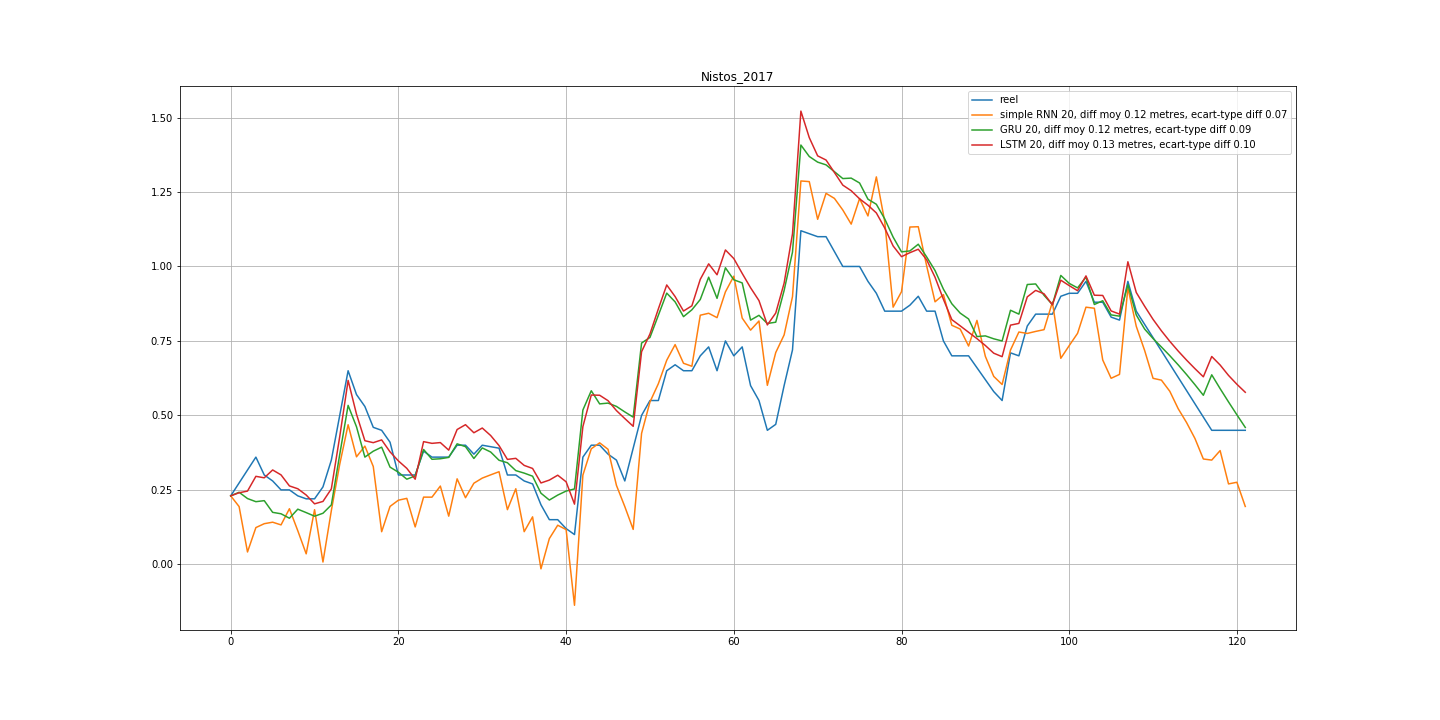 Nistos_2017
reel
simple RNN 20, diff moy 0.12 metres, ecart-type diff 0.07
GRU 20, diff moy 0.12 metres, ecart-type diff 0.09
LSTM 20, diff moy 0.13 metres, ecart-type diff 0.10
1.50
1.25
1.00
0.75
0.50
0.25
0.00
0 20 40 60 80 100 120